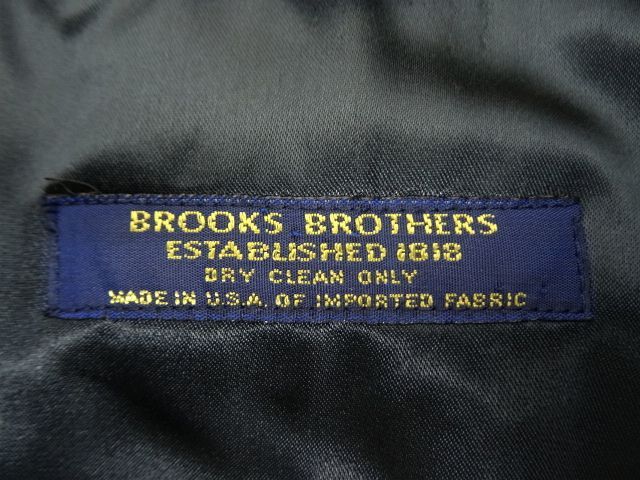 BROOKS BROTHERS
ESTABLISHED 1818
DRY CLEAN ONLY
MADE IN U.S.A. OF IMPORTED FABRIC